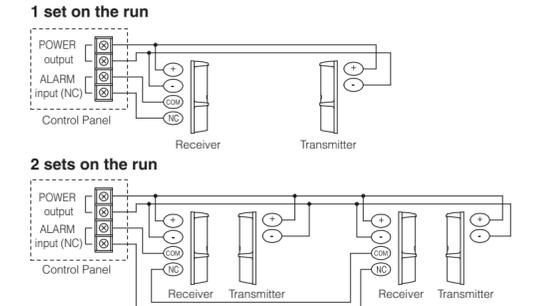 1 set on the run
POWER
output
ALARM
input (NC)
Control Panel
+
-
COM
NC
+
-
Receiver
Transmitter
2 sets on the run
POWER
output
ALARM
input (NC)
Control Panel
+
-
COM
NC
+
-
+
-
COM
NC
+
-
Receiver
Transmitter
Receiver
Transmitter